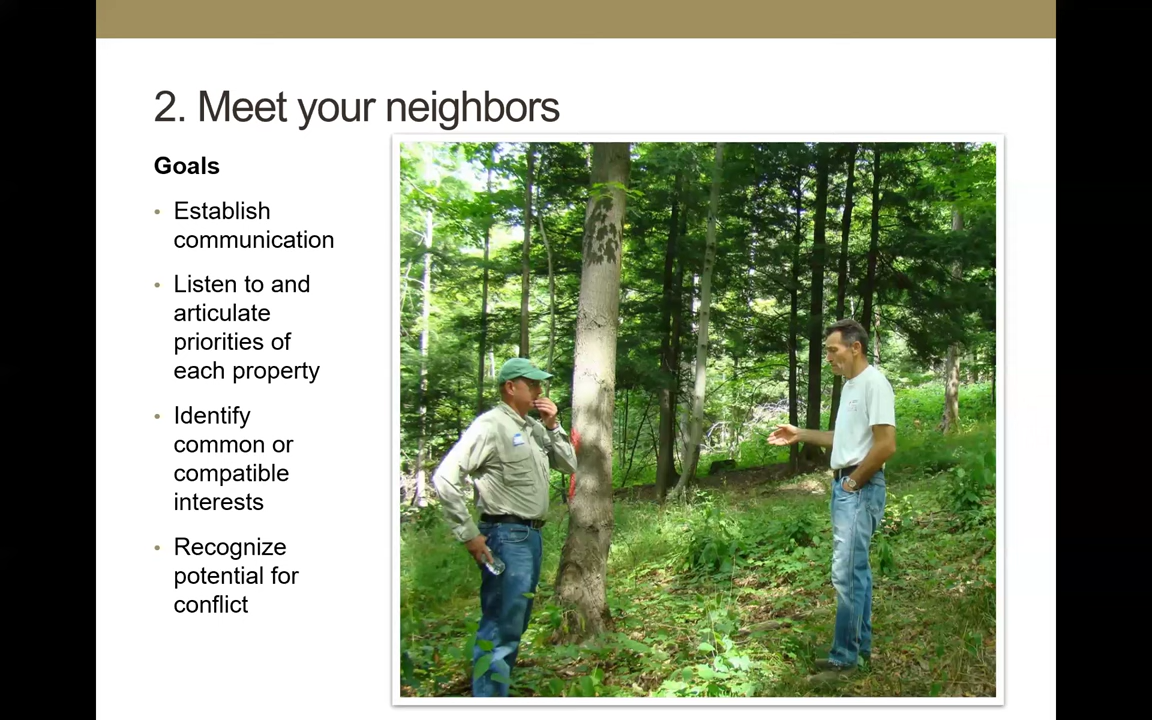 2. Meet your neighbors
Goals
• Establish
communication
• Listen to and
articulate
priorities of
each property
• Identify
common or
compatible
interests
• Recognize
potential for
conflict